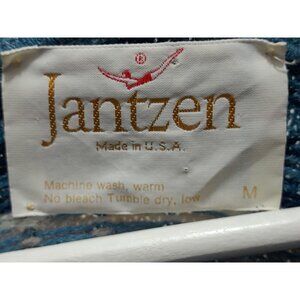 ®
Jantzen
Made in U.S.A.
Machine wash, warm
No bleach Tumble dry, low M